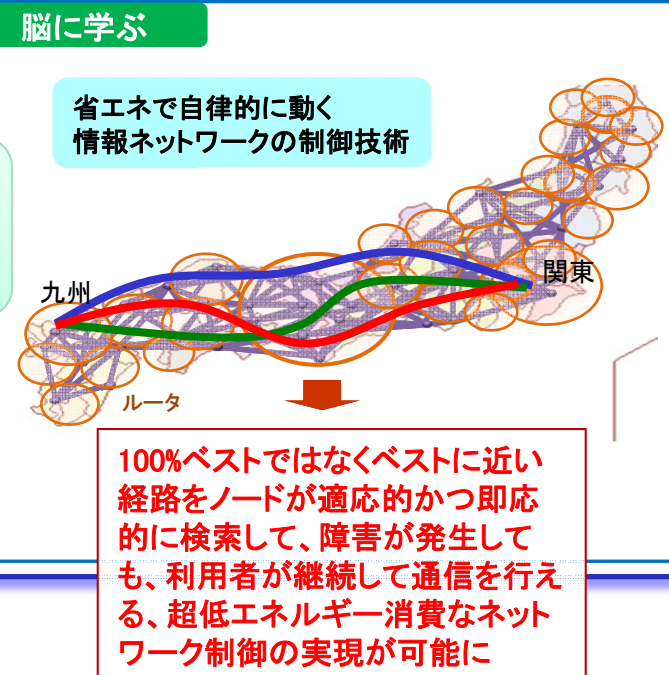 脳に学ぶ
省エネで自律的に動く
情報ネットワークの制御技術
関東
九州
ルータ
100%ベストではなくベストに近い
経路をノードが適応的かつ即応
的に検索して、障害が発生して
も、利用者が継続して通信を行え
る、超低エネルギー消費なネット
ワーク制御の実現が可能に